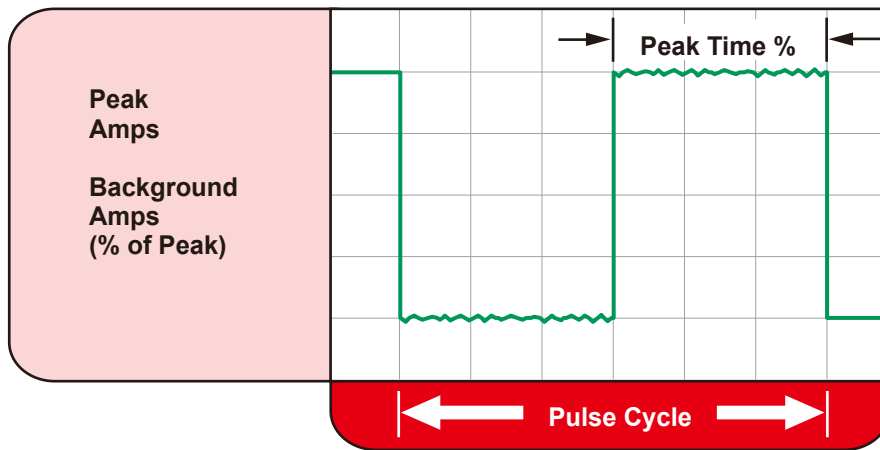 Peak Time %
Peak
Amps
Background
Amps
(% of Peak)
Pulse Cycle